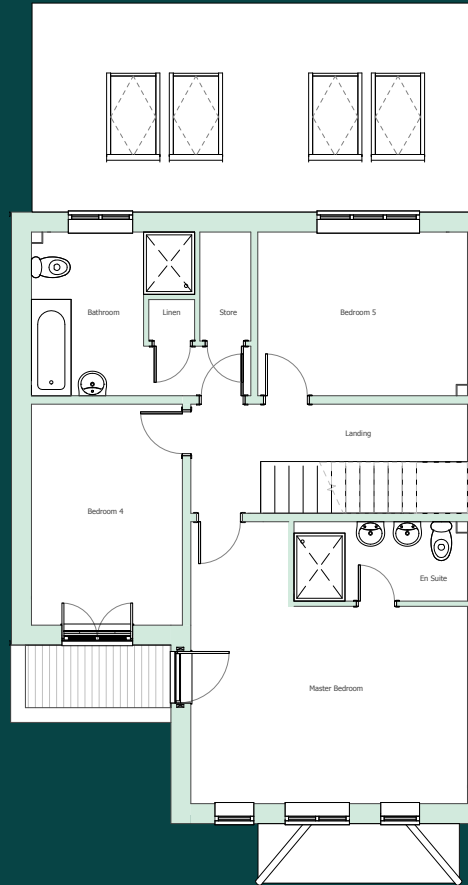 Bathroom
Linen
Store
Bedroom 5
Landing
Bedroom 4
En Suite
Master Bedroom